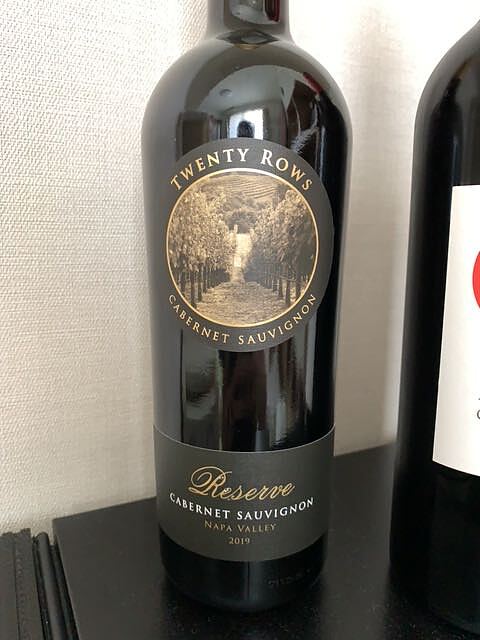 TWENTY ROWS
CABERNET SAUVIGNON
Reserve
CABERNET SAUVIGNON
NAPA VALLEY
2019